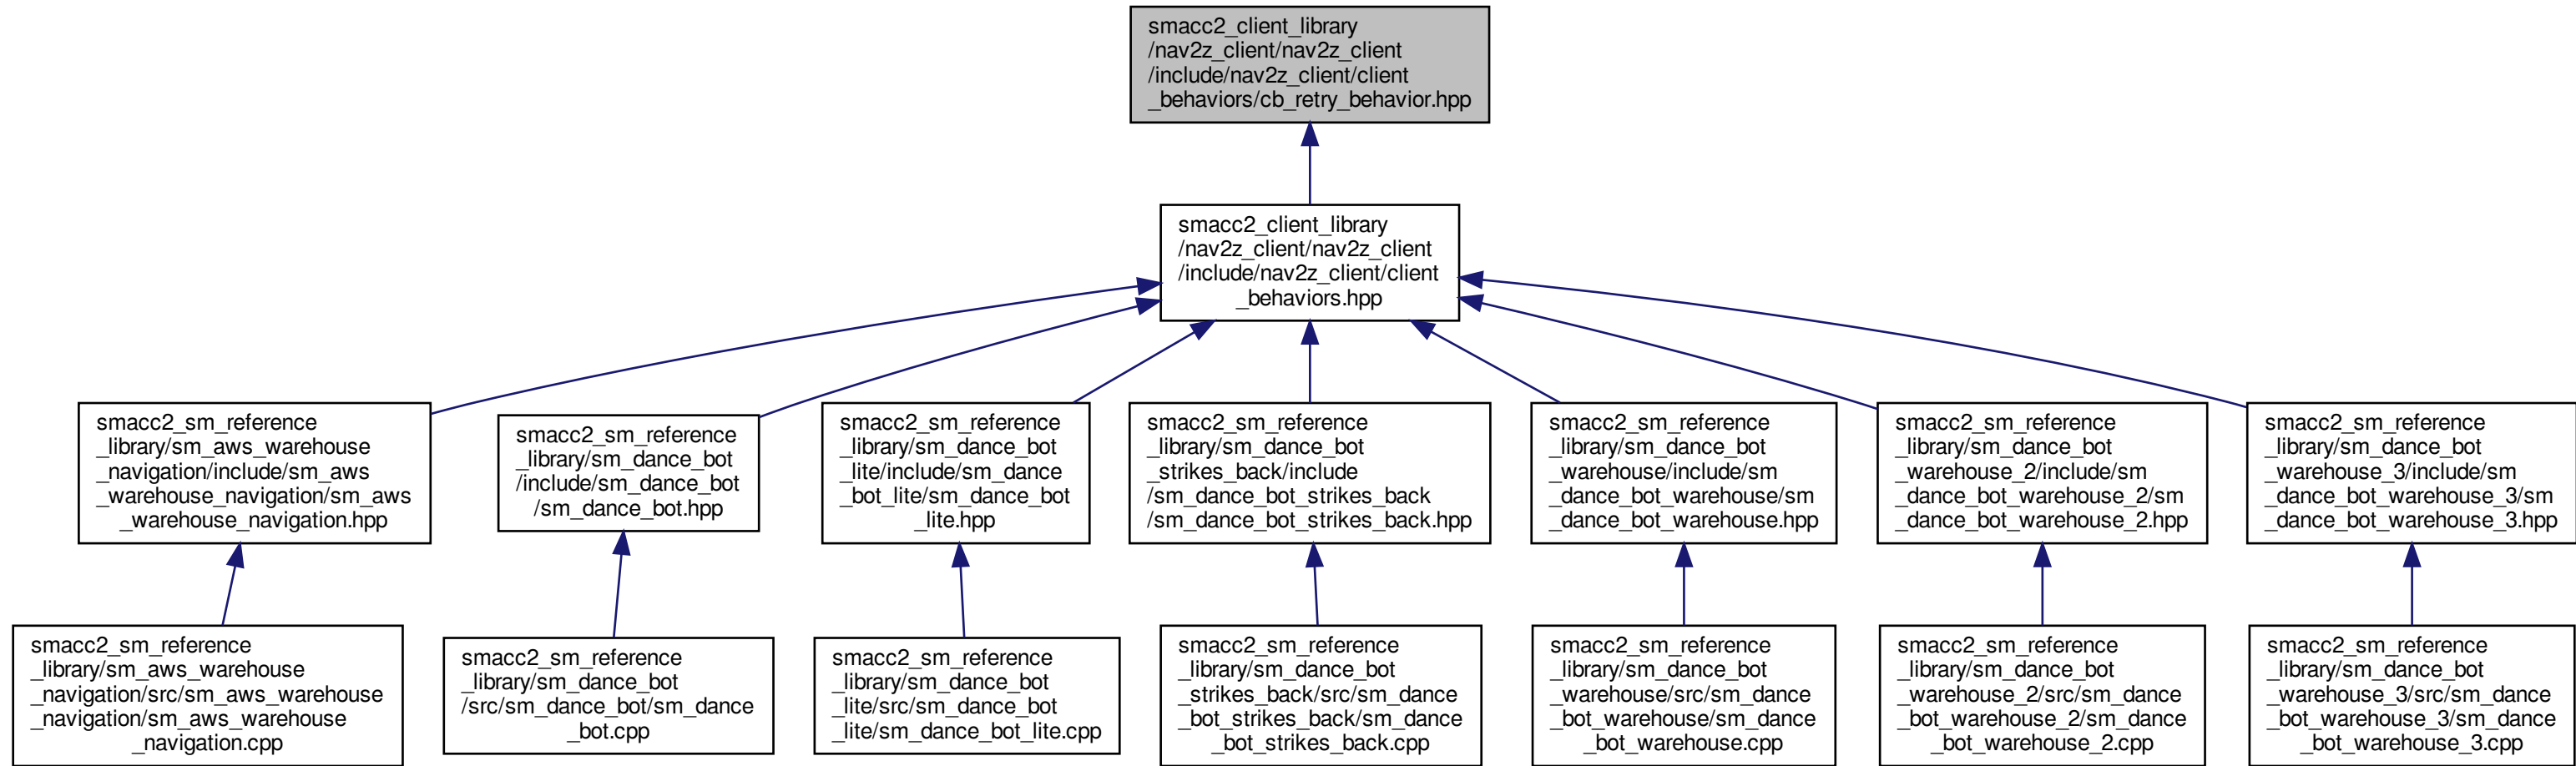 smacc2_client_library
/nav2z_client/nav2z_client
/include/nav2z_client/client
_behaviors/cb_retry_behavior.hpp
smacc2_client_library
/nav2z_client/nav2z_client
/include/nav2z_client/client
_behaviors.hpp
smacc2_sm_reference
_library/sm_aws_warehouse
_navigation/include/sm_aws
_warehouse_navigation/sm_aws
_warehouse_navigation.hpp
smacc2_sm_reference
_library/sm_dance_bot
/include/sm_dance_bot
/sm_dance_bot.hpp
smacc2_sm_reference
_library/sm_dance_bot
_lite/include/sm_dance
_bot_lite/sm_dance_bot
_lite.hpp
smacc2_sm_reference
_library/sm_dance_bot
_strikes_back/include
/sm_dance_bot_strikes_back
/sm_dance_bot_strikes_back.hpp
smacc2_sm_reference
_library/sm_dance_bot
_warehouse/include/sm
_dance_bot_warehouse/sm
_dance_bot_warehouse.hpp
smacc2_sm_reference
_library/sm_dance_bot
_warehouse_2/include/sm
_dance_bot_warehouse_2/sm
_dance_bot_warehouse_2.hpp
smacc2_sm_reference
_library/sm_dance_bot
_warehouse_3/include/sm
_dance_bot_warehouse_3/sm
_dance_bot_warehouse_3.hpp
smacc2_sm_reference
_library/sm_aws_warehouse
_navigation/src/sm_aws_warehouse
_navigation/sm_aws_warehouse
_navigation.cpp
smacc2_sm_reference
_library/sm_dance_bot
/src/sm_dance_bot/sm_dance
_bot.cpp
smacc2_sm_reference
_library/sm_dance_bot
_lite/src/sm_dance_bot
_lite/sm_dance_bot_lite.cpp
smacc2_sm_reference
_library/sm_dance_bot
_strikes_back/src/sm_dance
_bot_strikes_back/sm_dance
_bot_strikes_back.cpp
smacc2_sm_reference
_library/sm_dance_bot
_warehouse/src/sm_dance
_bot_warehouse/sm_dance
_bot_warehouse.cpp
smacc2_sm_reference
_library/sm_dance_bot
_warehouse_2/src/sm_dance
_bot_warehouse_2/sm_dance
_bot_warehouse_2.cpp
smacc2_sm_reference
_library/sm_dance_bot
_warehouse_3/src/sm_dance
_bot_warehouse_3/sm_dance
_bot_warehouse_3.cpp